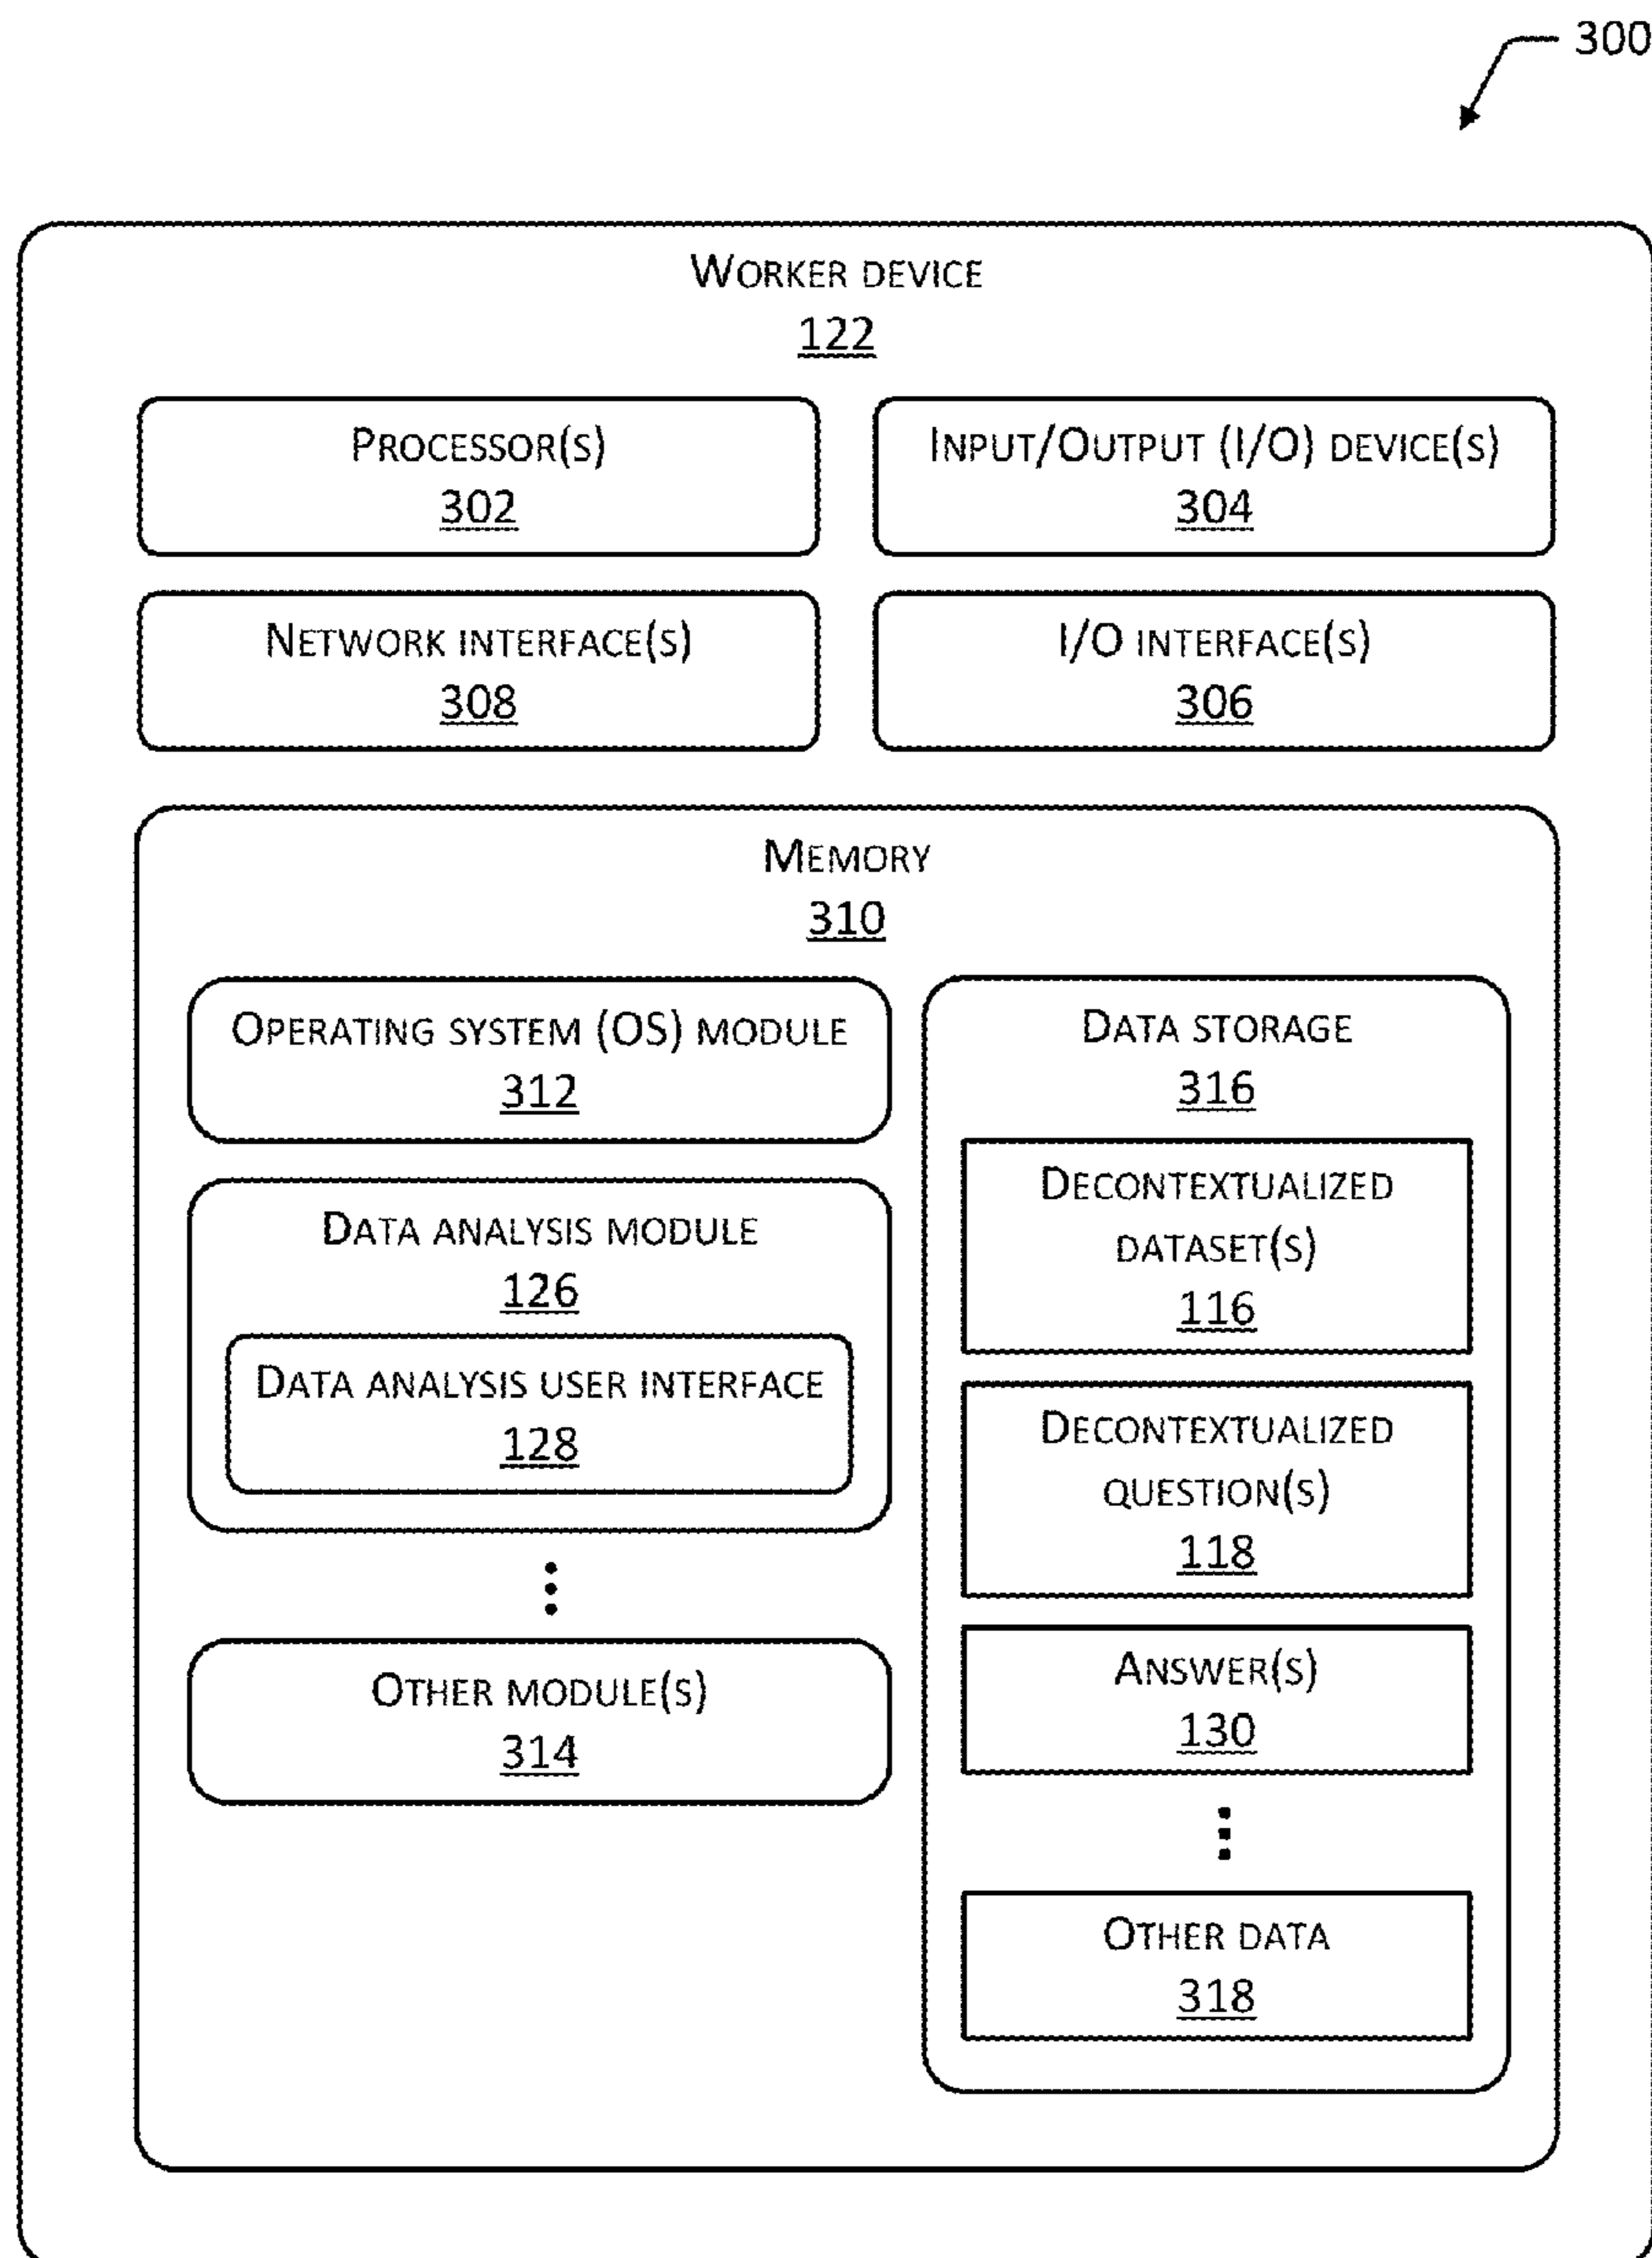 300
WORKER DEVICE
122
PROCESSOR(S)
302
INPUT/OUTPUT (I/O) DEVICE(S)
304
NETWORK INTERFACE(S)
308
I/O INTERFACE(S)
306
MEMORY
310
OPERATING SYSTEM (OS) MODULE
312
DATA ANALYSIS MODULE
126
DATA ANALYSIS USER INTERFACE
128
OTHER MODULE(S)
314
DATA STORAGE
316
DECONTEXTUALIZED
DATASET(S)
116
DECONTEXTUALIZED
QUESTION(S)
118
ANSWER(S)
130
OTHER DATA
318